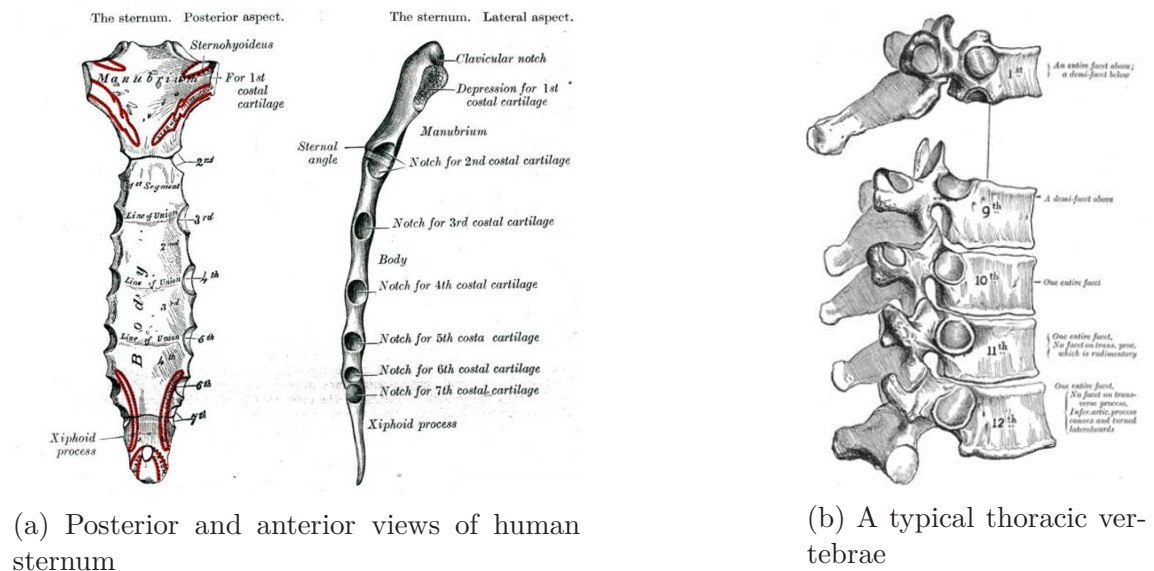 The sternum. Posterior aspect.
Sternohyoideus
Manubrium
For 1st
costal
cartilage
2nd
1st Segment
Line of Union
3rd
2nd
Line of Union
4th
3rd
Line of Union
5th
Body
4th
6th
7th
Xiphoid
process
The sternum. Lateral aspect.
Clavicular notch
Depression for 1st
costal cartilage
Manubrium
Sternal
angle
Notch for 2nd costal cartilage
Notch for 3rd costal cartilage
Body
Notch for 4th costal cartilage
Notch for 5th costa cartilage
Notch for 6th costal cartilage
Notch for 7th costal cartilage
Xiphoid process
(a) Posterior and anterior views of human
sternum
1st
An entire facet above;
a demi-facet below
9th
A demi-facet above
10th
One entire facet
11th
One entire facet,
No facet on trans. proc.
which is rudimentary
12th
One entire facet,
No facet on trans-
verse process,
Infer. artic. process
convex and turned
lateralwards
(b) A typical thoracic ver-
tebrae